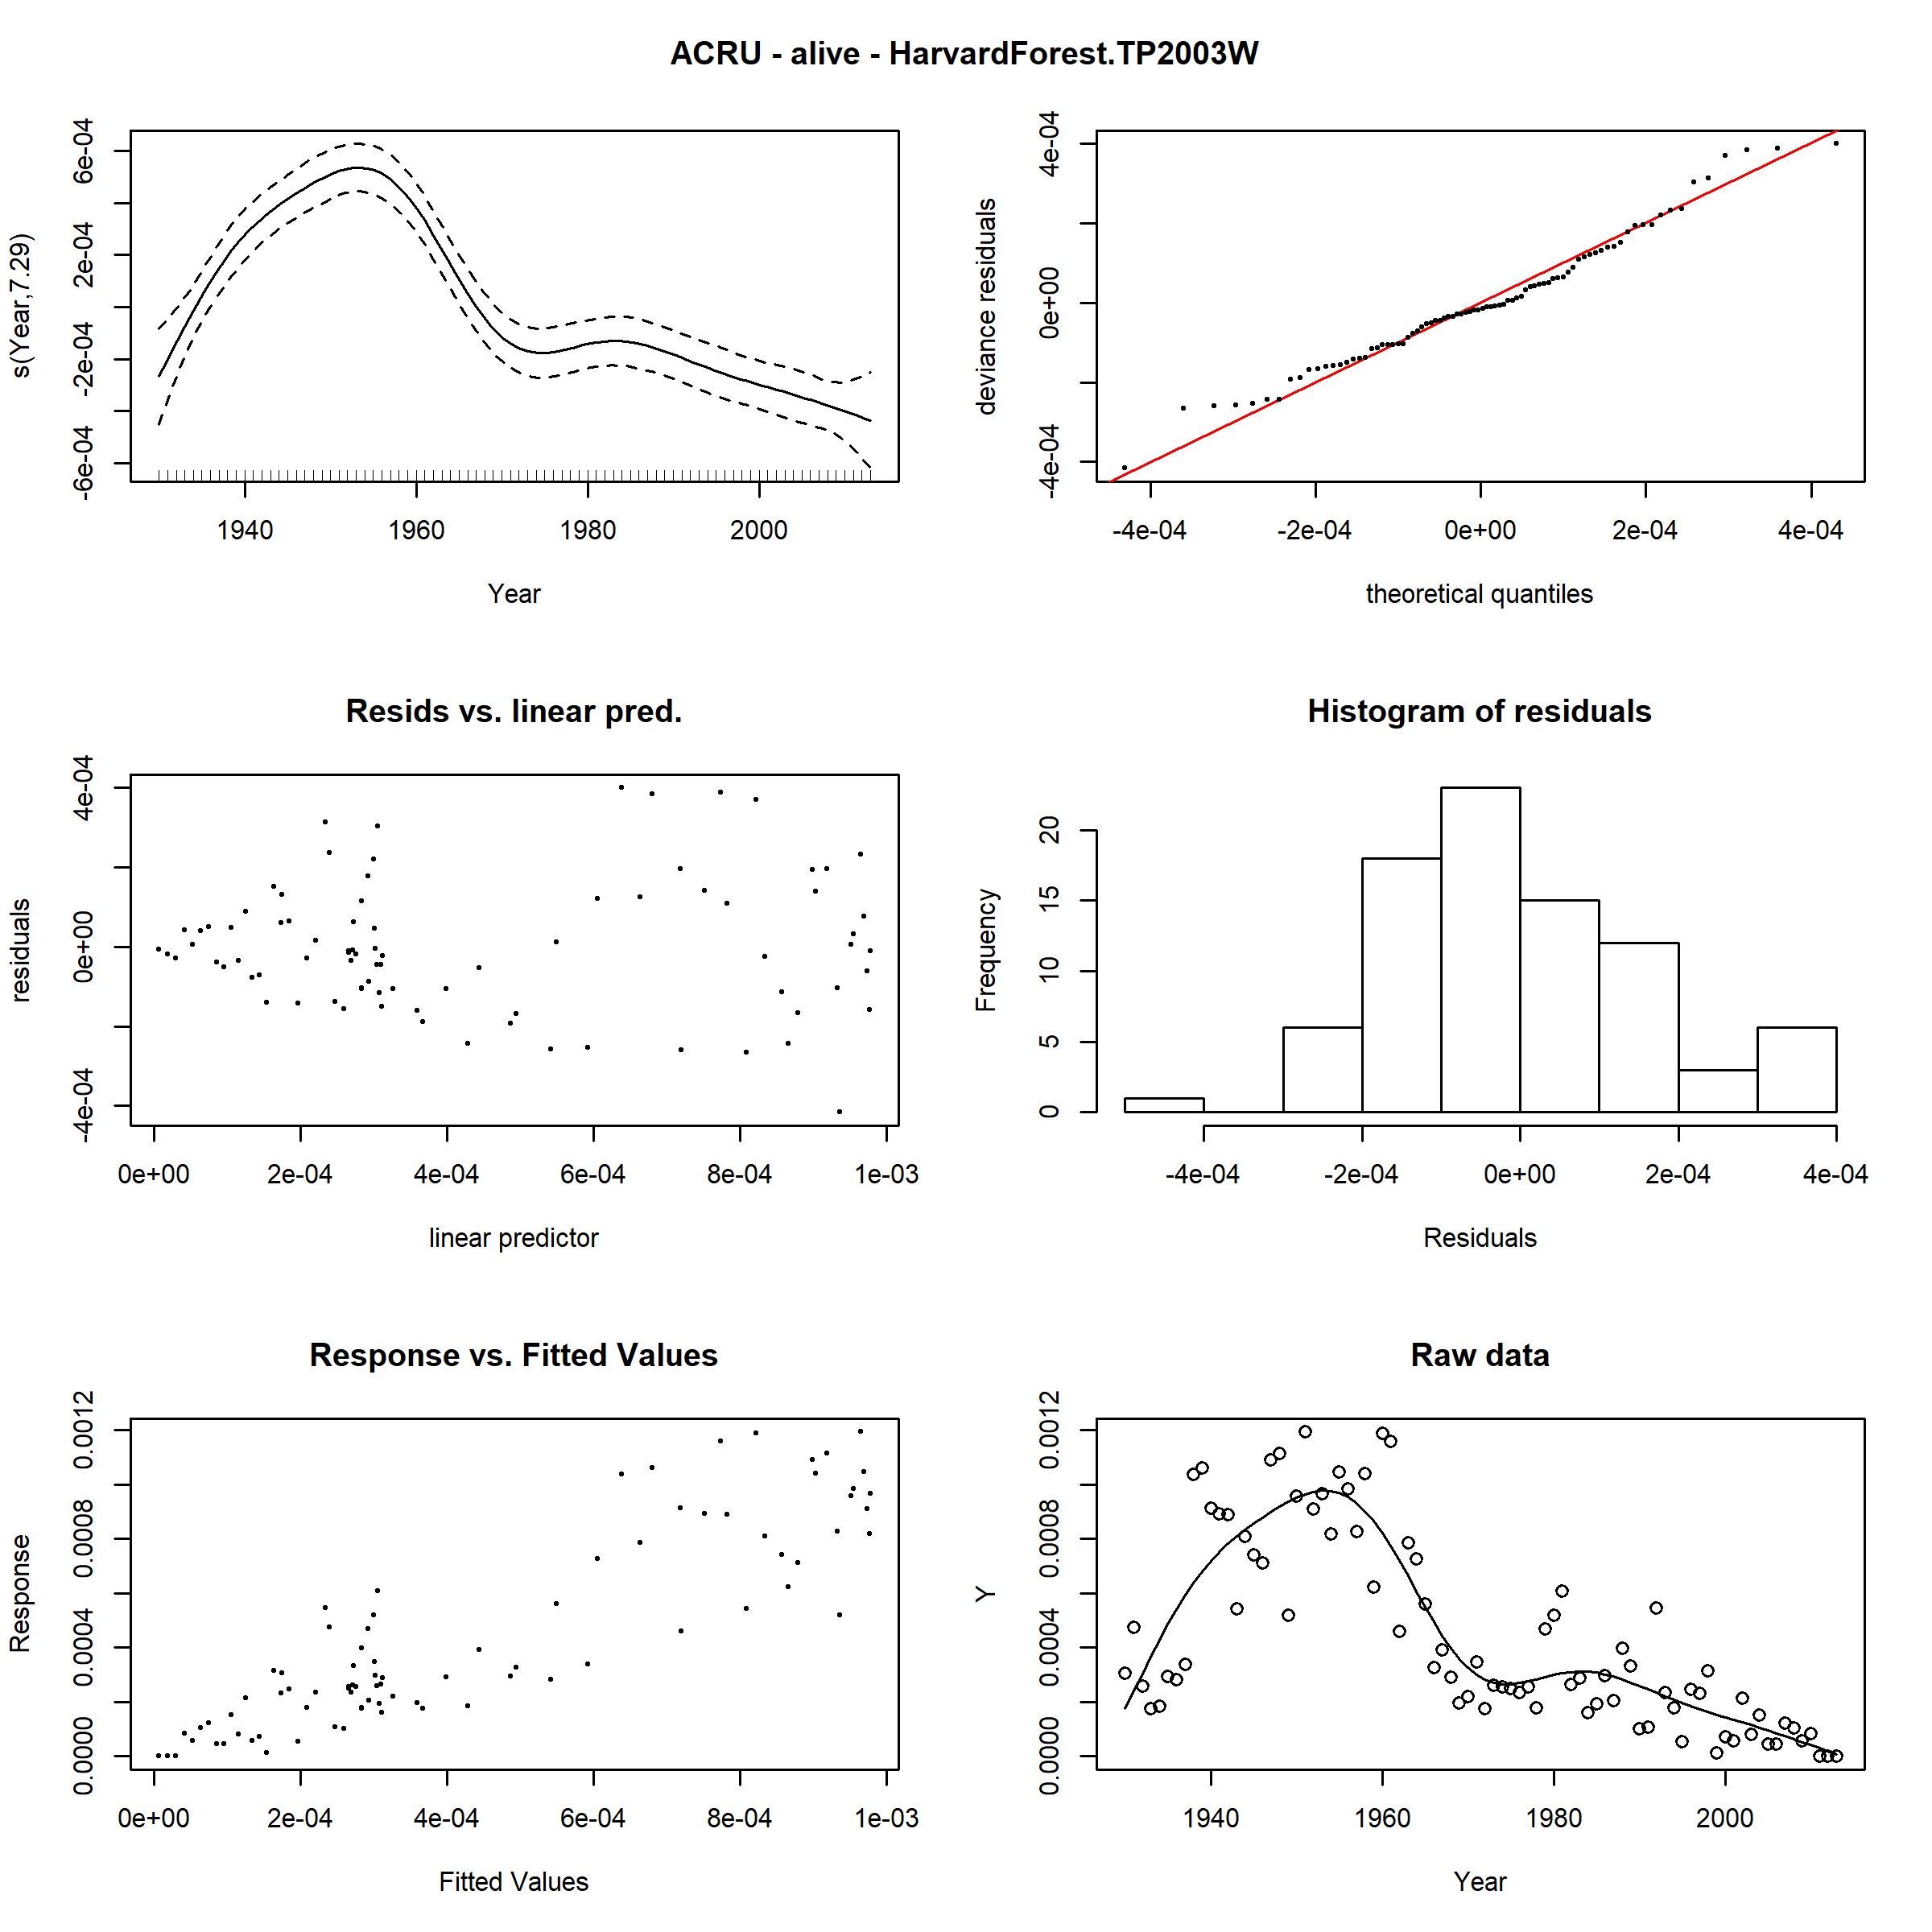 ACRU - alive - HarvardForest.TP2003W
s(Year,7.29)
-6e-04 -2e-04 2e-04 6e-04
1940 1960 1980 2000
Year
deviance residuals
-4e-04 0e+00 4e-04
-4e-04 -2e-04 0e+00 2e-04 4e-04
theoretical quantiles
Resids vs. linear pred.
residuals
-4e-04 0e+00 4e-04
0e+00 2e-04 4e-04 6e-04 8e-04 1e-03
linear predictor
Histogram of residuals
Frequency
0 5 10 15 20
-4e-04 -2e-04 0e+00 2e-04 4e-04
Residuals
Response vs. Fitted Values
Response
0.0000 0.0004 0.0008 0.0012
0e+00 2e-04 4e-04 6e-04 8e-04 1e-03
Fitted Values
Raw data
Y
0.0000 0.0004 0.0008 0.0012
1940 1960 1980 2000
Year